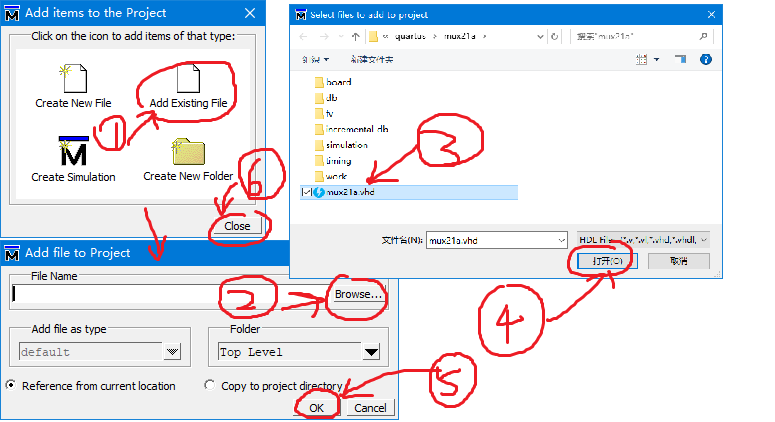 Add items to the Project
Click on the icon to add items of that type:
Create New File
Add Existing File
1
Create Simulation
Create New Folder
6
Close
Add file to Project
File Name
2
Browse...
Add file as type
Folder
default
Top Level
Reference from current location
Copy to project directory
5
OK
Cancel
Select files to add to project
« quartus › mux21a ›
搜索"mux21a"
组织
新建文件夹
board
db
fv
incremental_db
simulation
timing
work
mux21a.vhd
3
文件名(N):
mux21a.vhd
HDL Files (*.v;*.vl;*.vhd;*.vhdl;
打开(O)
取消
4